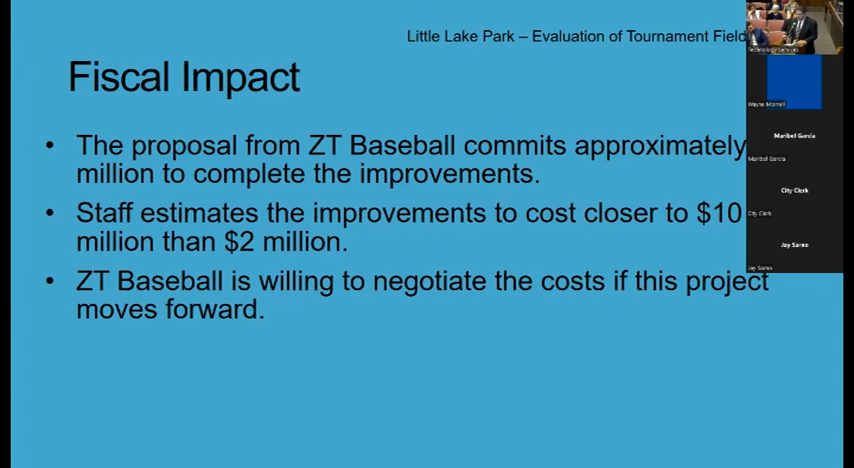 Little Lake Park – Evaluation of Tournament Field
Fiscal Impact
• The proposal from ZT Baseball commits approximately
million to complete the improvements.
• Staff estimates the improvements to cost closer to $10
million than $2 million.
• ZT Baseball is willing to negotiate the costs if this project
moves forward.
Technology Services
Wayne Morrell
Maribel Garcia
Maribel Garcia
City Clerk
City Clerk
Jay Sarno
Jay Sarno